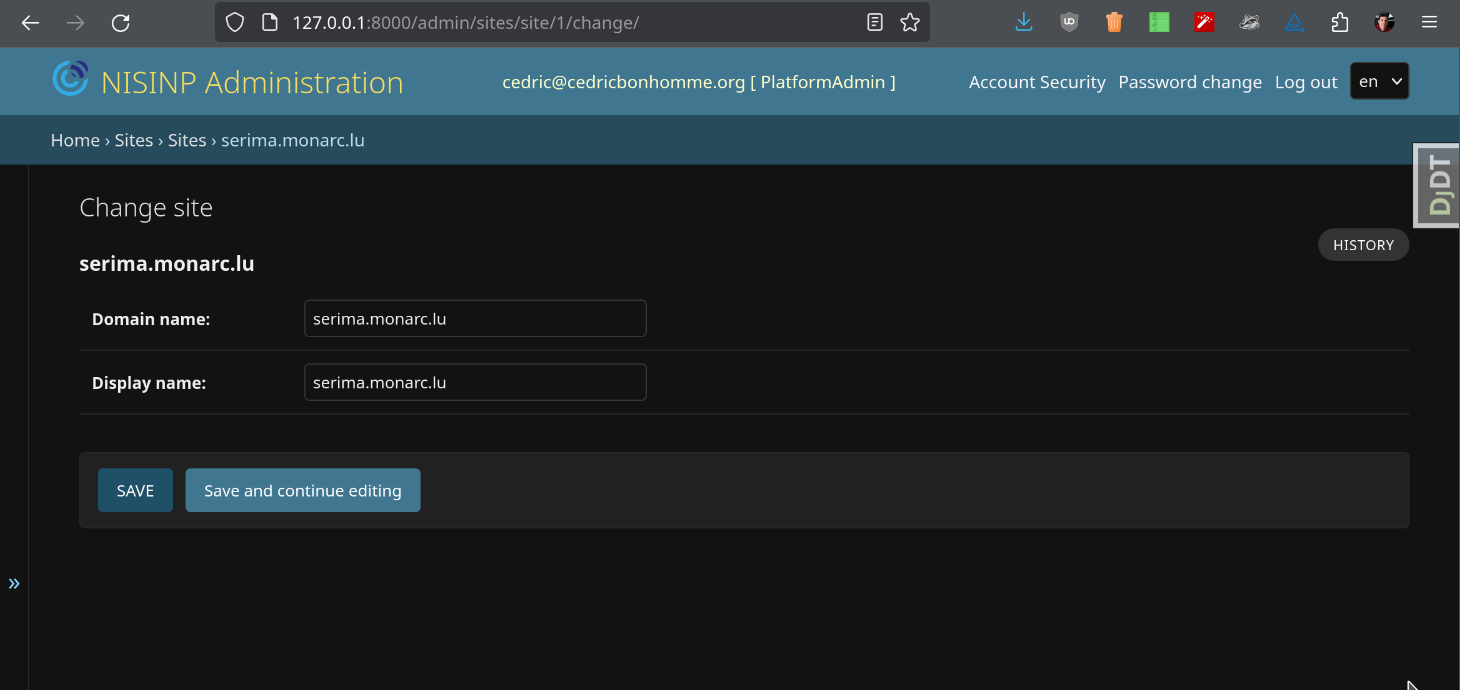 127.0.0.1:8000/admin/sites/site/1/change/
NISINP Administration
cedric@cedricbonhomme.org [ PlatformAdmin ]
Account Security Password change Log out en
Home › Sites › Sites › serima.monarc.lu
DjDT
Change site
HISTORY
serima.monarc.lu
Domain name: serima.monarc.lu
Display name: serima.monarc.lu
SAVE Save and continue editing
»